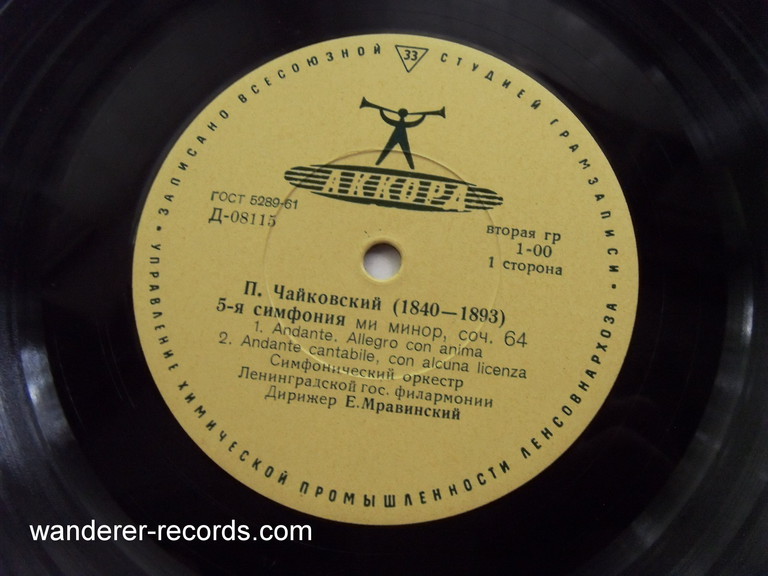 • ЗАПИСАНО ВСЕСОЮЗНОЙ 33 СТУДИЕЙ ГРАМЗАПИСИ •
АККОРД
ГОСТ 5289-61
Д-08115
вторая гр
1-00
1 сторона
П. Чайковский (1840—1893)
5-я симфония ми минор, соч. 64
1. Andante. Allegro con anima
2. Andante cantabile, con alcuna licenza
Симфонический оркестр
Ленинградской гос. филармонии
Дирижер Е.Мравинский
УПРАВЛЕНИЕ ХИМИЧЕСКОЙ ПРОМЫШЛЕННОСТИ ЛЕНСОВНАРХОЗА
wanderer-records.com